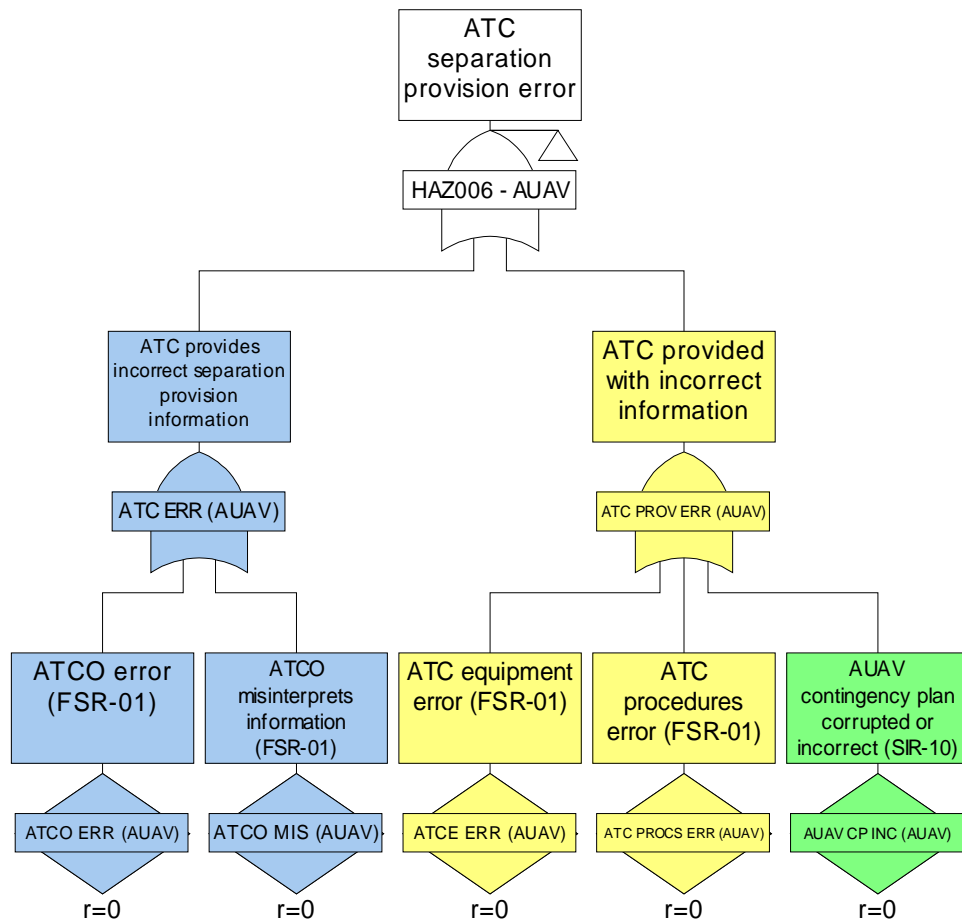 ATC
separation
provision error
HAZ006 - AUAV
ATC provides
incorrect separation
provision
information
ATC provided
with incorrect
information
ATC ERR (AUAV)
ATC PROV ERR (AUAV)
ATCO error
(FSR-01)
ATCO
misinterprets
information
(FSR-01)
ATC equipment
error (FSR-01)
ATC
procedures
error (FSR-01)
AUAV
contingency plan
corrupted or
incorrect (SIR-10)
ATCO ERR (AUAV)
ATCO MIS (AUAV)
ATCE ERR (AUAV)
ATC PROCS ERR (AUAV)
AUAV CP INC (AUAV)
r=0
r=0
r=0
r=0
r=0